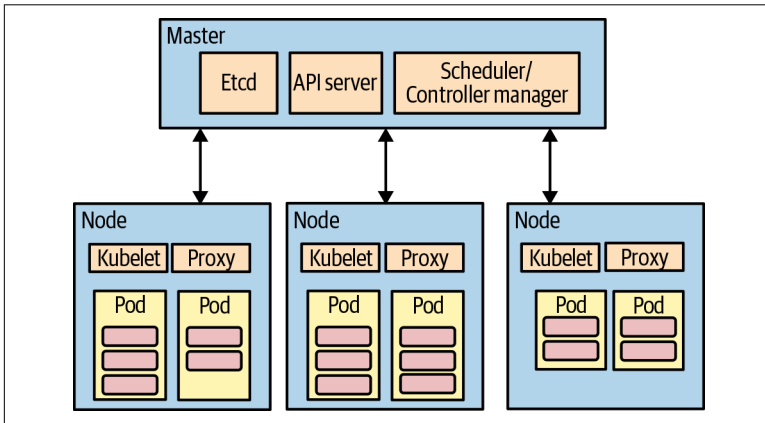 Master
Etcd
API server
Scheduler/
Controller manager
Node
Node
Node
Kubelet
Proxy
Kubelet
Proxy
Kubelet
Proxy
Pod
Pod
Pod
Pod
Pod
Pod